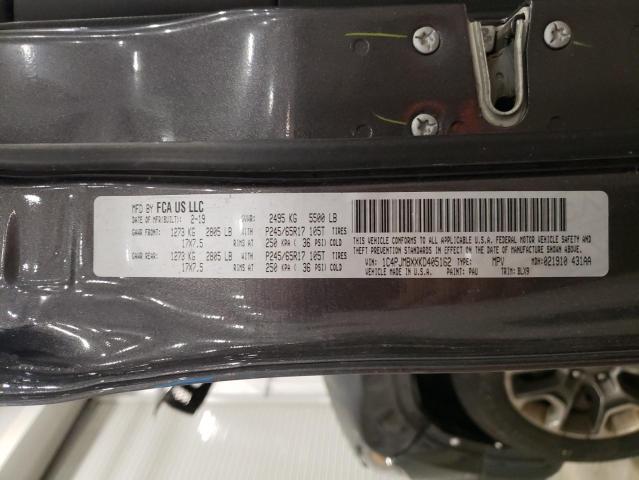 MFD BY FCA US LLC
DATE OF MFR(BUILT): 2-19 GVWR: 2495 KG 5500 LB
GAWR FRONT: 1273 KG 2805 LB WITH P245/65R17 105T TIRES
17X7.5 RIMS AT 250 KPA ( 36 PSI) COLD
GAWR REAR: 1273 KG 2805 LB WITH P245/65R17 105T TIRES
17X7.5 RIMS AT 250 KPA ( 36 PSI) COLD
THIS VEHICLE CONFORMS TO ALL APPLICABLE U.S.A. FEDERAL MOTOR VEHICLE SAFETY AND
THEFT PREVENTION STANDARDS IN EFFECT ON THE DATE OF MANUFACTURE SHOWN ABOVE.
VIN: 1C4PJMBXXKD405162 TYPE: MPV MDH: 021910 431AA
MADE IN U.S.A. PAINT: PAU TRIM: BLX9